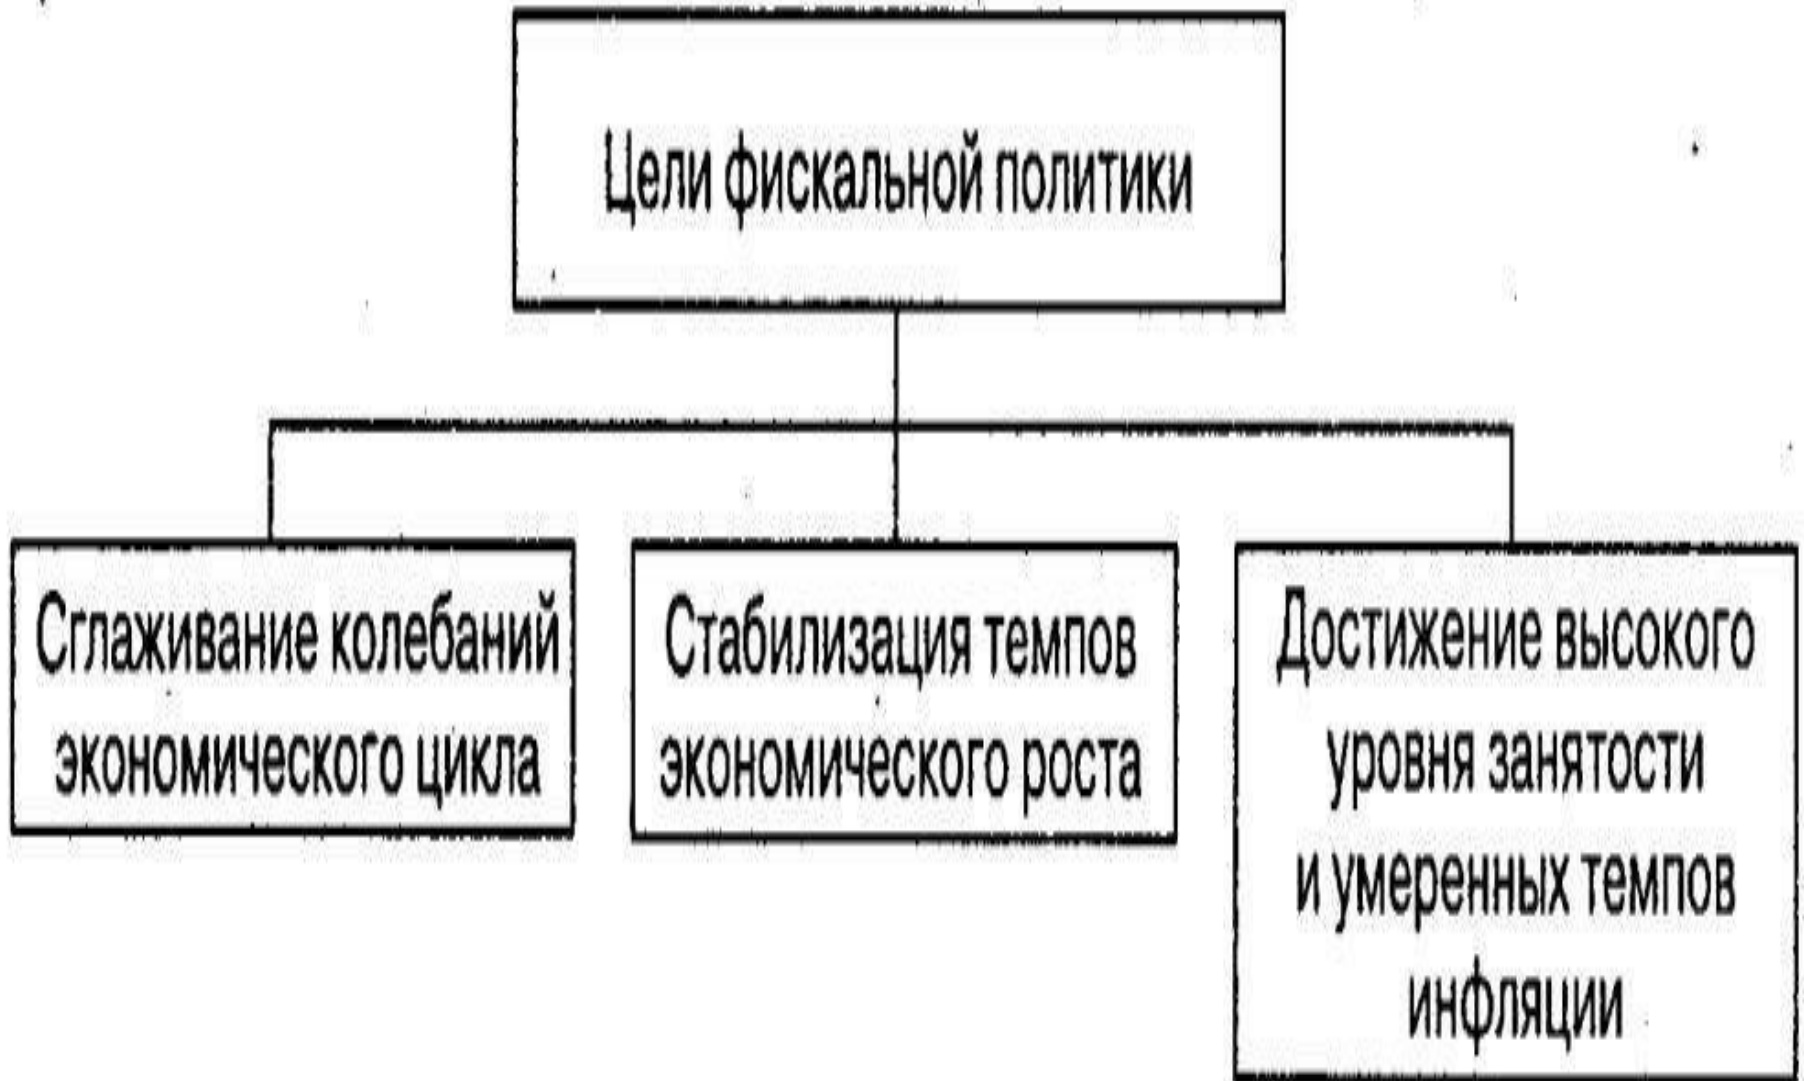 Цели фискальной политики
Сглаживание колебаний
экономического цикла
Стабилизация темпов
экономического роста
Достижение высокого
уровня занятости
и умеренных темпов
инфляции